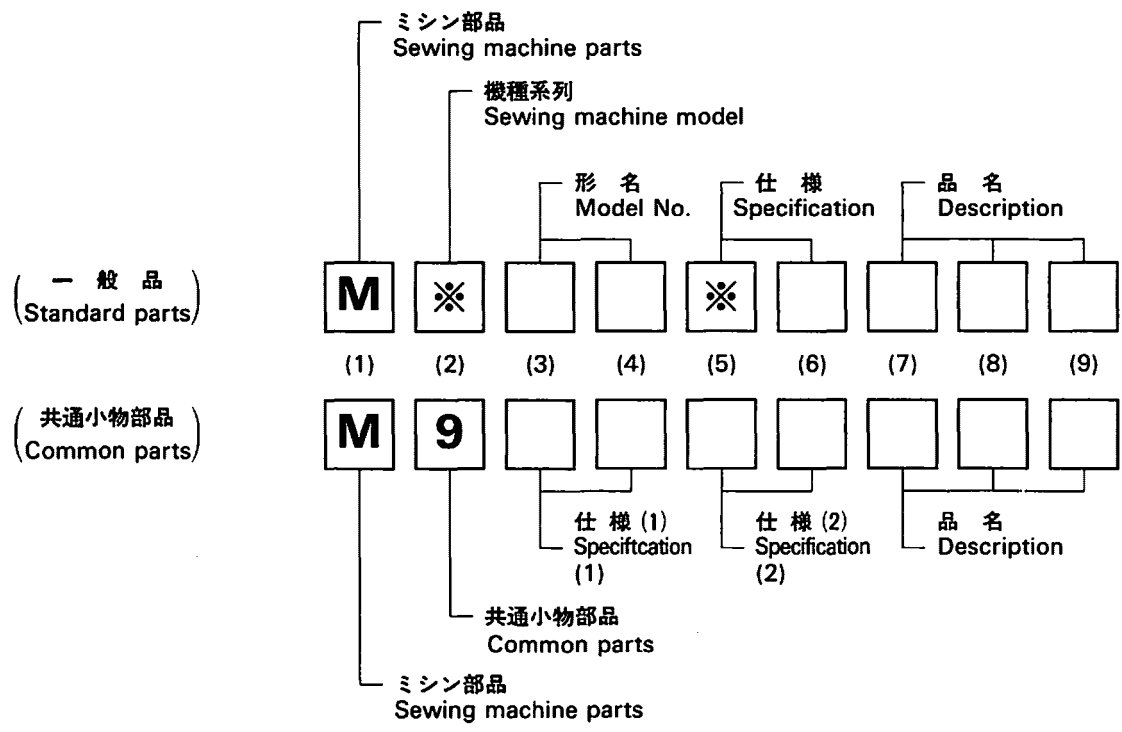 ミシン部品
Sewing machine parts
機種系列
Sewing machine model
形 名
Model No.
仕 様
Specification
品 名
Description
(一 般 品
Standard parts)
M ※ ※
(1) (2) (3) (4) (5) (6) (7) (8) (9)
(共通小物部品
Common parts)
M 9
仕 様 (1)
Speciftcation
(1)
仕 様 (2)
Specification
(2)
品 名
Description
共通小物部品
Common parts
ミシン部品
Sewing machine parts